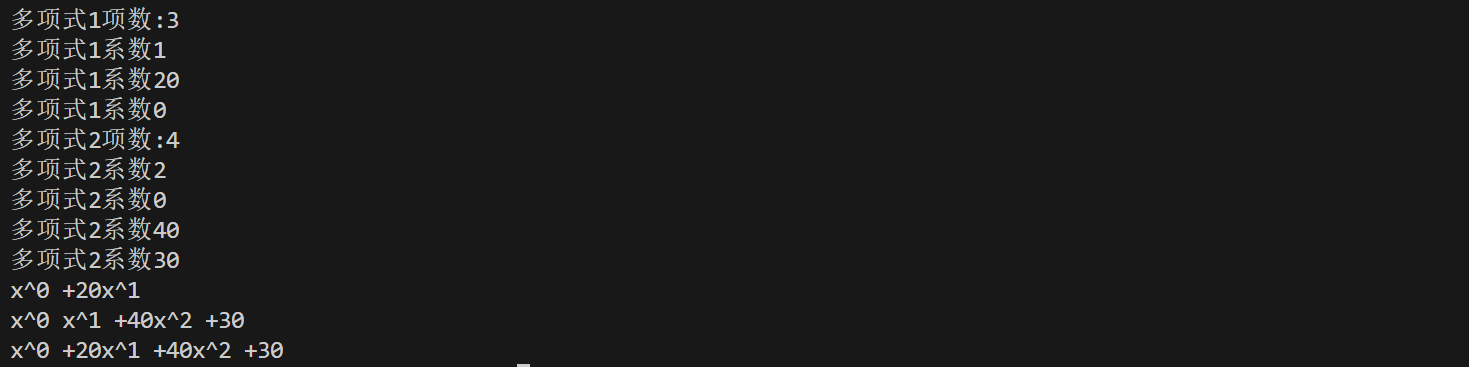 多项式1项数:3
多项式1系数1
多项式1系数20
多项式1系数0
多项式2项数:4
多项式2系数2
多项式2系数0
多项式2系数40
多项式2系数30
x^0 +20x^1
x^0 x^1 +40x^2 +30
x^0 +20x^1 +40x^2 +30